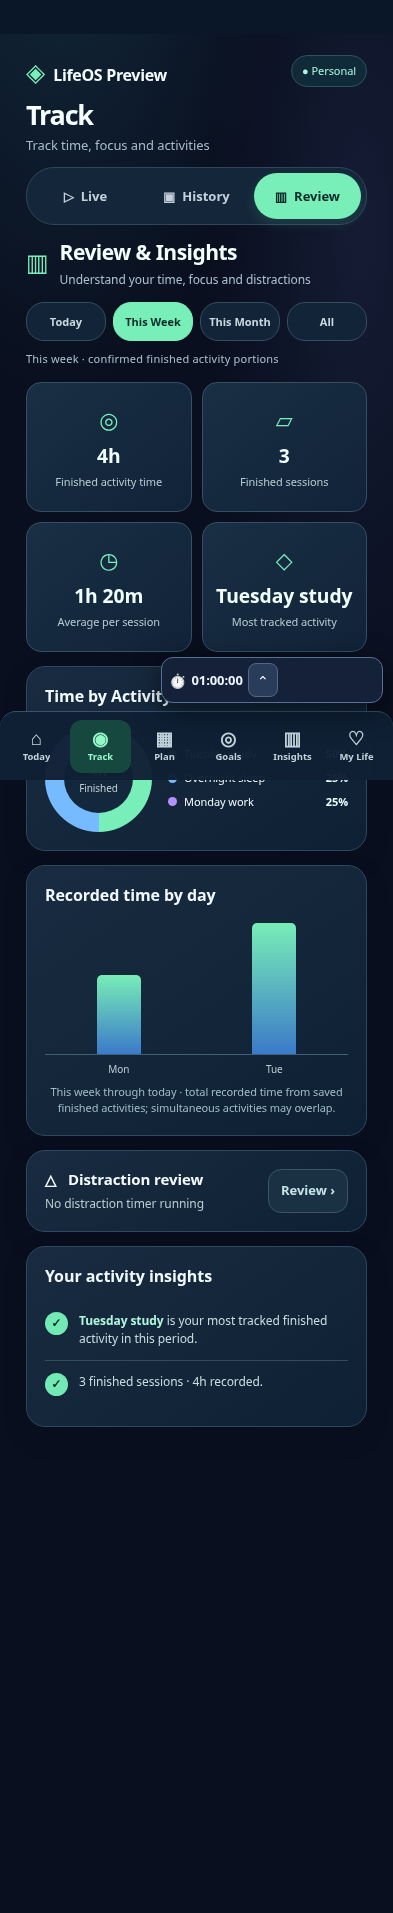 LifeOS Preview
Personal
Track
Track time, focus and activities
Live
History
Review
Review & Insights
Understand your time, focus and distractions
Today
This Week
This Month
All
This week · confirmed finished activity portions
4h
Finished activity time
3
Finished sessions
1h 20m
Average per session
Tuesday study
Most tracked activity
Time by Activity
01:00:00
Today
Track
Plan
Goals
Insights
My Life
Overnight sleep
25%
Finished
Monday work
25%
Recorded time by day
Mon
Tue
This week through today · total recorded time from saved
finished activities; simultaneous activities may overlap.
Distraction review
No distraction timer running
Review ›
Your activity insights
Tuesday study is your most tracked finished
activity in this period.
3 finished sessions · 4h recorded.